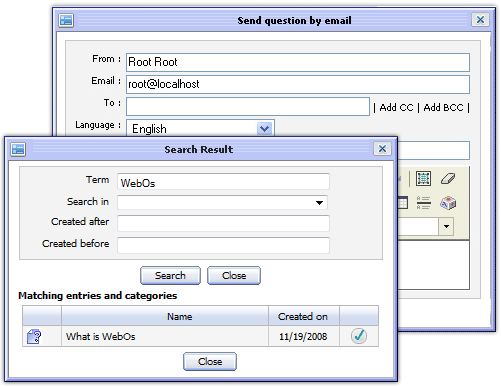 Send question by email
From : Root Root
Email : root@localhost
To : | Add CC | Add BCC |
Language : English
Search Result
Term WebOs
Search in
Created after
Created before
Search Close
Matching entries and categories
Name Created on
What is WebOs 11/19/2008
Close